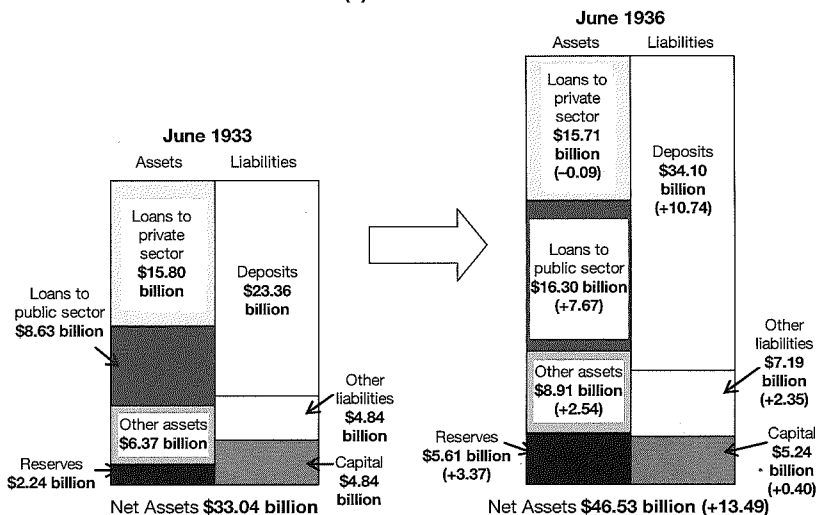 June 1933
Assets Liabilities
Loans to
private
sector
$15.80
billion
Deposits
$23.36
billion
Loans to
public sector
$8.63 billion
Other assets
$6.37 billion
Other
liabilities
$4.84
billion
Reserves
$2.24 billion
Capital
$4.84
billion
Net Assets $33.04 billion
June 1936
Assets Liabilities
Loans to
private
sector
$15.71
billion
(–0.09)
Deposits
$34.10
billion
(+10.74)
Loans to
public sector
$16.30 billion
(+7.67)
Other assets
$8.91 billion
(+2.54)
Other
liabilities
$7.19
billion
(+2.35)
Reserves
$5.61 billion
(+3.37)
Capital
$5.24
billion
(+0.40)
Net Assets $46.53 billion (+13.49)